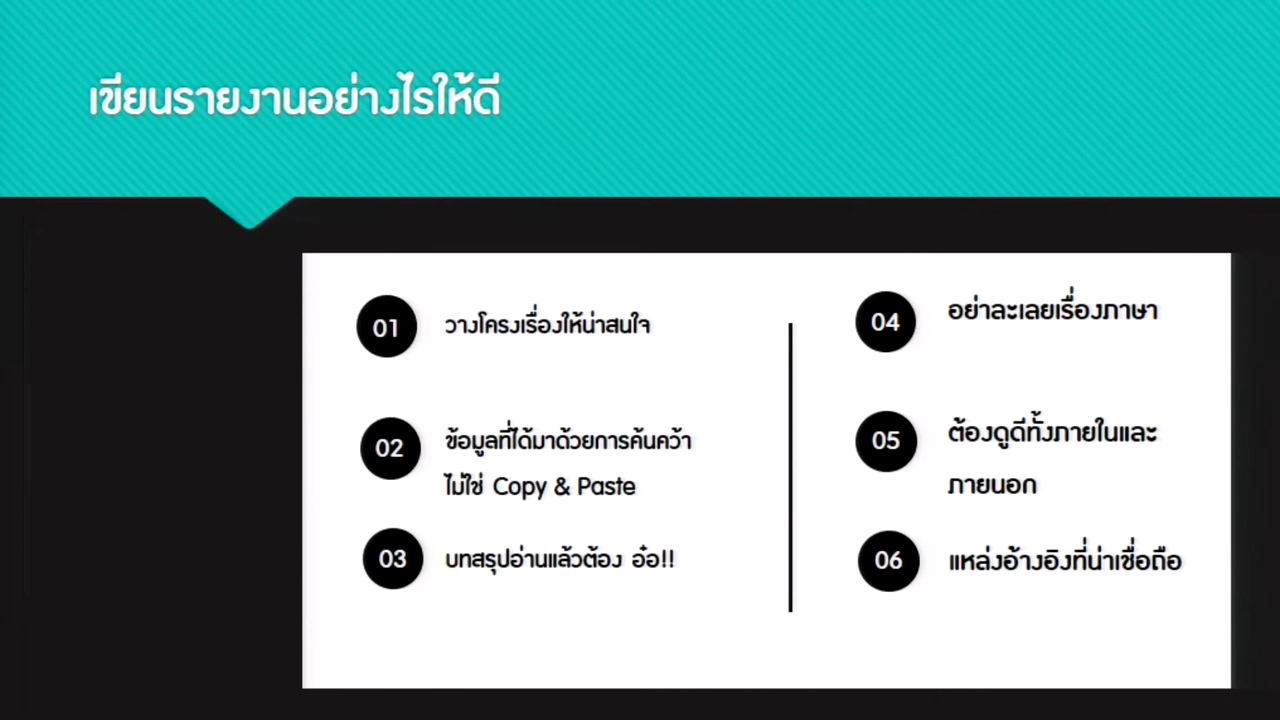 เขียนรายงานอย่างไรให้ดี
01
วางโครงเรื่องให้น่าสนใจ
02
ข้อมูลที่ได้มาด้วยการค้นคว้า
ไม่ใช่ Copy & Paste
03
บทสรุปอ่านแล้วต้อง อ๋อ!!
04
อย่าละเลยเรื่องภาษา
05
ต้องดูดีทั้งภายในและ
ภายนอก
06
แหล่งอ้างอิงที่น่าเชื่อถือ